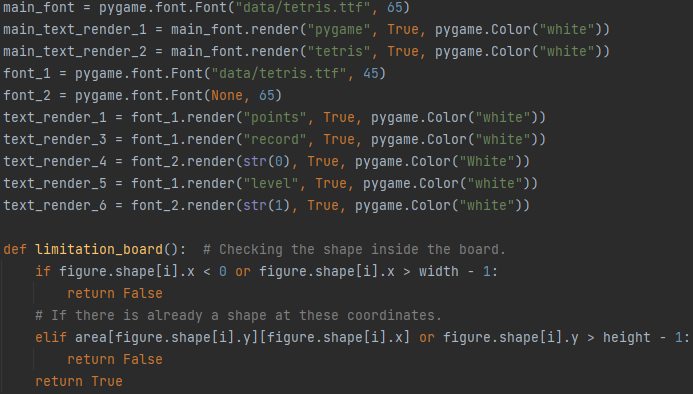 main_font = pygame.font.Font("data/tetris.ttf", 65)
main_text_render_1 = main_font.render("pygame", True, pygame.Color("white"))
main_text_render_2 = main_font.render("tetris", True, pygame.Color("white"))
font_1 = pygame.font.Font("data/tetris.ttf", 45)
font_2 = pygame.font.Font(None, 65)
text_render_1 = font_1.render("points", True, pygame.Color("white"))
text_render_3 = font_1.render("record", True, pygame.Color("white"))
text_render_4 = font_2.render(str(0), True, pygame.Color("White"))
text_render_5 = font_1.render("level", True, pygame.Color("white"))
text_render_6 = font_2.render(str(1), True, pygame.Color("white"))

def limitation_board():  # Checking the shape inside the board.
    if figure.shape[i].x < 0 or figure.shape[i].x > width - 1:
        return False
    # If there is already a shape at these coordinates.
    elif area[figure.shape[i].y][figure.shape[i].x] or figure.shape[i].y > height - 1:
        return False
    return True